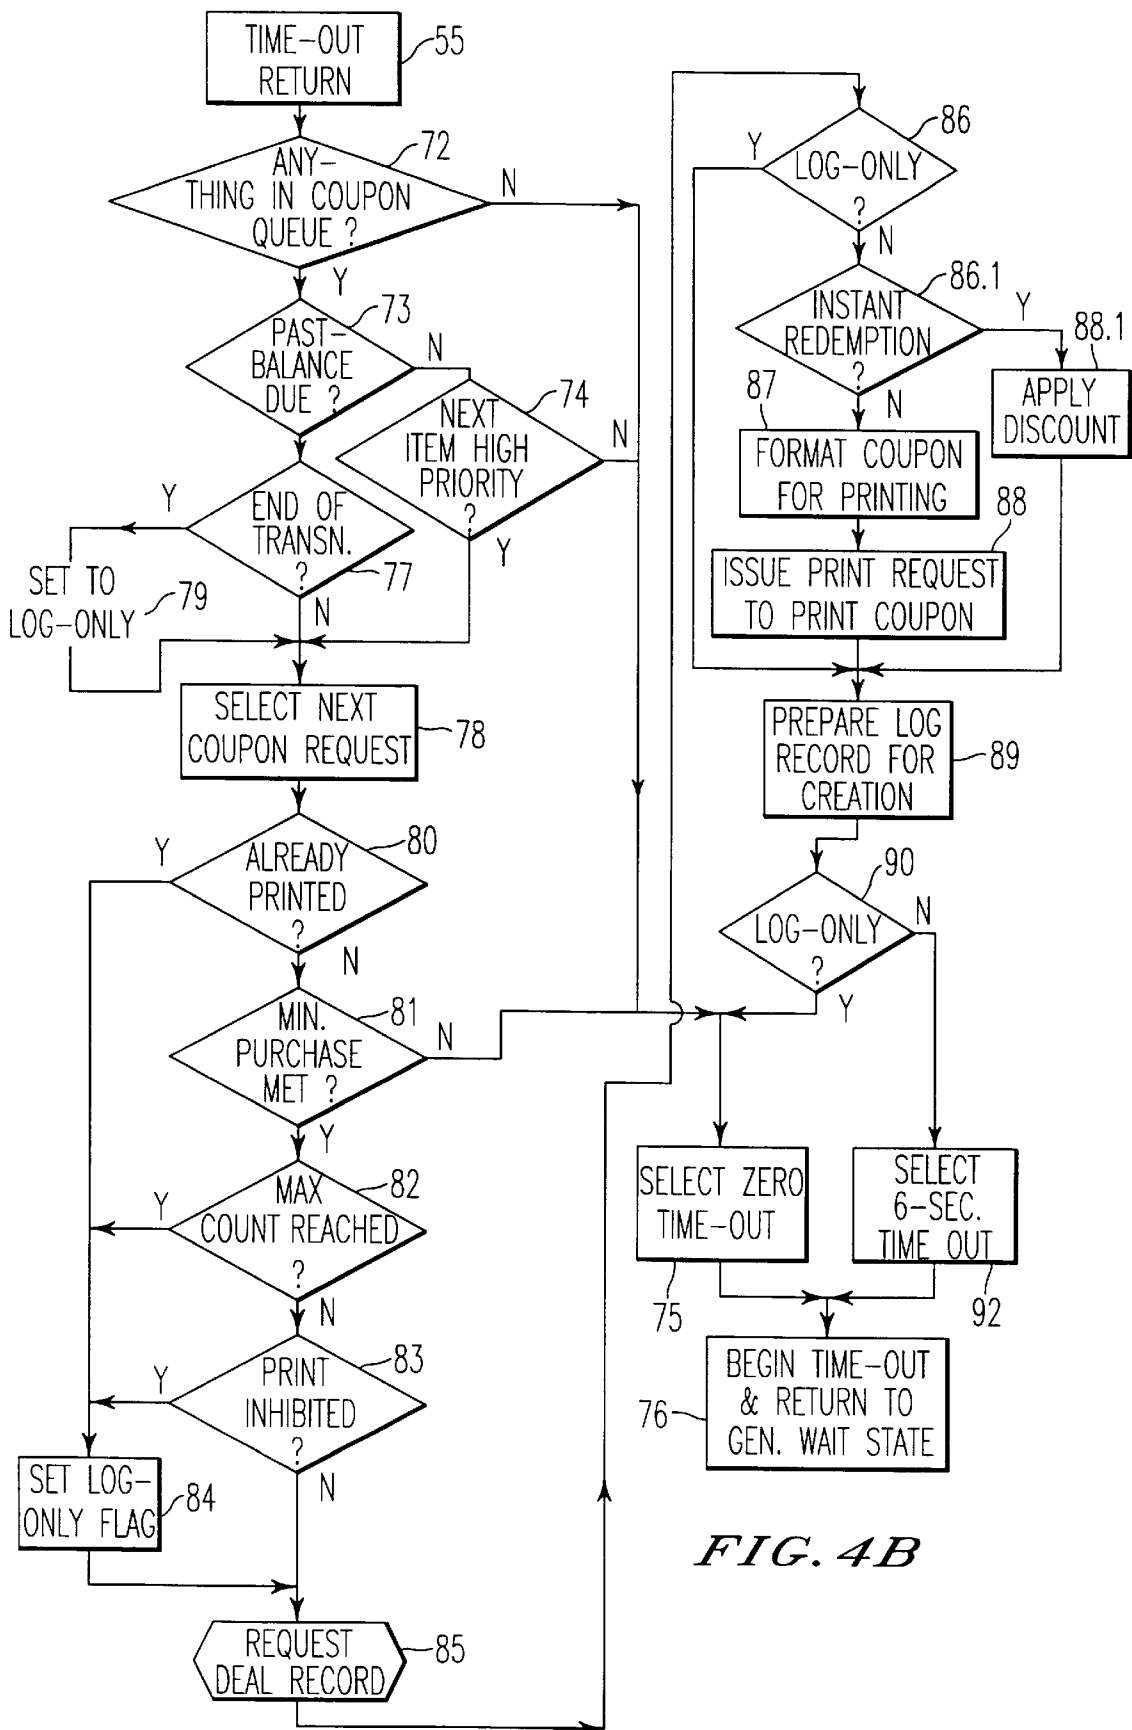 TIME-OUT
RETURN
55
ANY-
THING IN COUPON
QUEUE ?
72
N
Y
PAST-
BALANCE
DUE ?
73
N
NEXT
ITEM HIGH
PRIORITY
?
74
N
Y
END OF
TRANSN.
?
77
Y
N
SET TO
LOG-ONLY
79
SELECT NEXT
COUPON REQUEST
78
ALREADY
PRINTED
?
80
Y
N
MIN.
PURCHASE
MET ?
81
N
Y
MAX
COUNT REACHED
?
82
Y
N
PRINT
INHIBITED
?
83
Y
N
SET LOG-
ONLY FLAG
84
REQUEST
DEAL RECORD
85
LOG-ONLY
?
86
Y
N
INSTANT
REDEMPTION
?
86.1
Y
N
APPLY
DISCOUNT
88.1
87
FORMAT COUPON
FOR PRINTING
88
ISSUE PRINT REQUEST
TO PRINT COUPON
PREPARE LOG
RECORD FOR
CREATION
89
LOG-ONLY
?
90
N
Y
SELECT ZERO
TIME-OUT
75
SELECT
6-SEC.
TIME OUT
92
BEGIN TIME-OUT
& RETURN TO
GEN. WAIT STATE
76
FIG. 4B